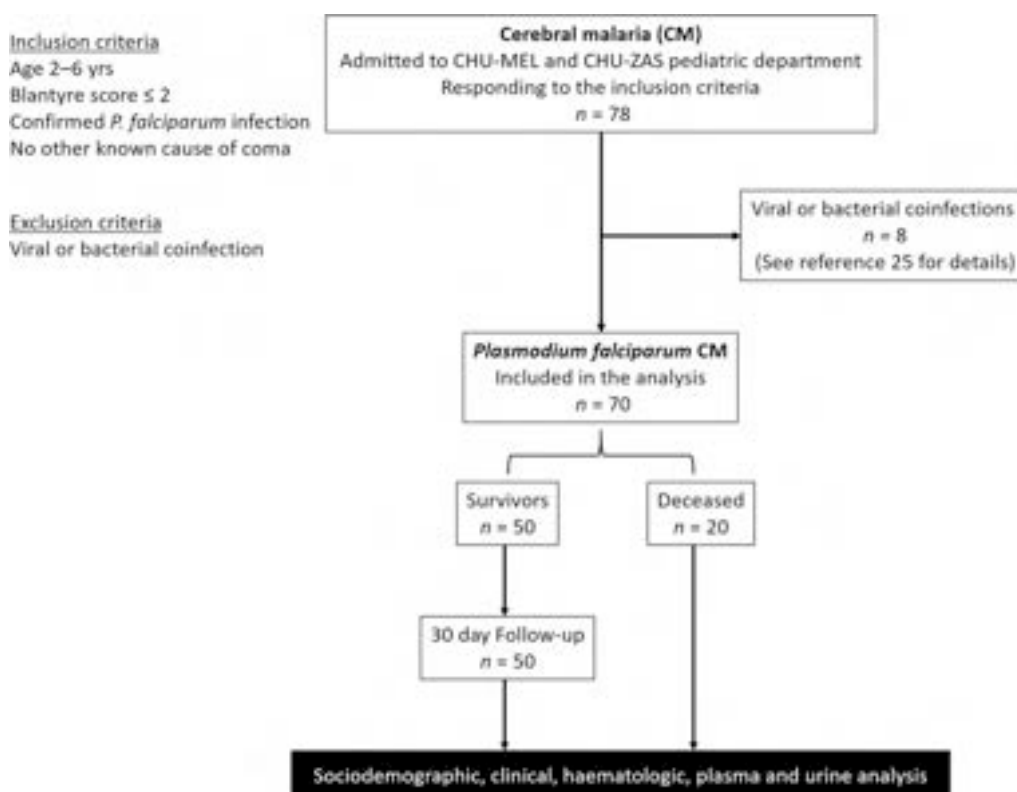 Inclusion criteria
Age 2–6 yrs
Blantyre score ≤ 2
Confirmed P. falciparum infection
No other known cause of coma
Exclusion criteria
Viral or bacterial coinfection
Cerebral malaria (CM)
Admitted to CHU-MEL and CHU-ZAS pediatric department
Responding to the inclusion criteria
n = 78
Viral or bacterial coinfections
n = 8
(See reference 25 for details)
Plasmodium falciparum CM
Included in the analysis
n = 70
Survivors
n = 50
Deceased
n = 20
30 day Follow-up
n = 50
Sociodemographic, clinical, haematologic, plasma and urine analysis